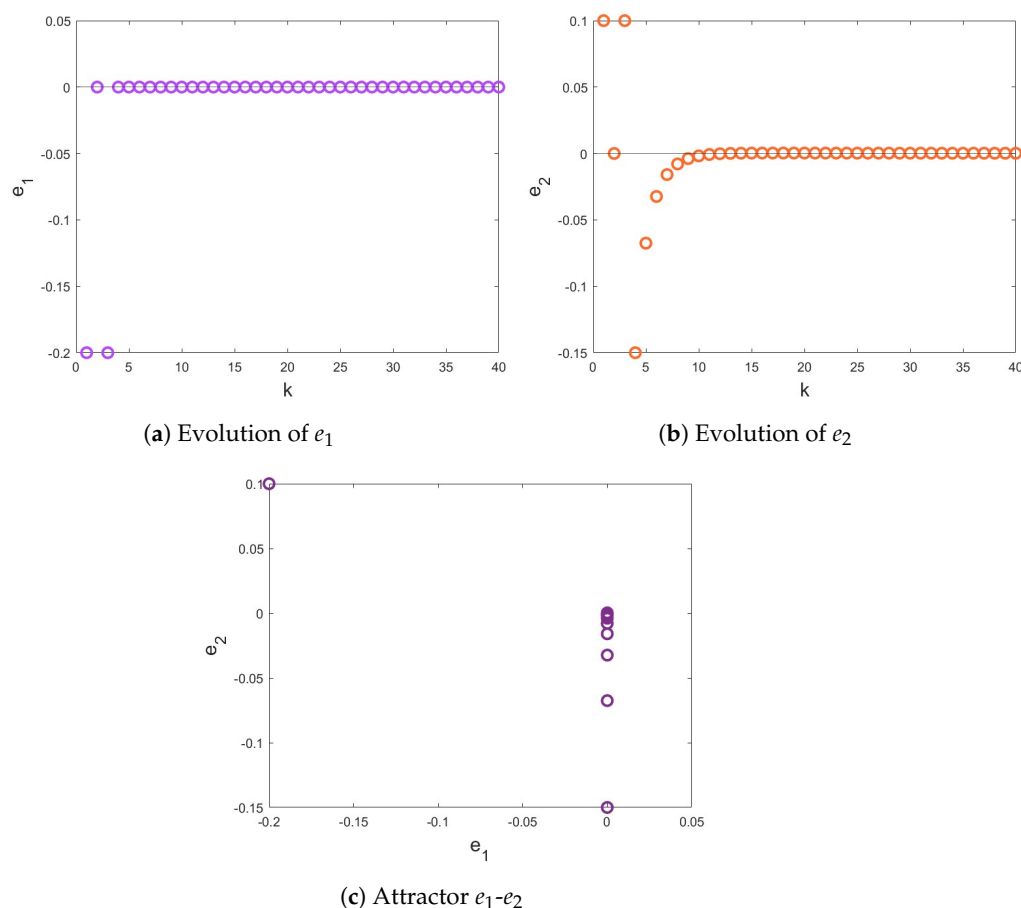 0.05
0
-0.05
-0.1
-0.15
-0.2
e1
0 5 10 15 20 25 30 35 40
k
(a) Evolution of e1
0.1
0.05
0
-0.05
-0.1
-0.15
e2
0 5 10 15 20 25 30 35 40
k
(b) Evolution of e2
0.1
0.05
0
-0.05
-0.1
-0.15
e2
-0.2 -0.15 -0.1 -0.05 0 0.05
e1
(c) Attractor e1-e2